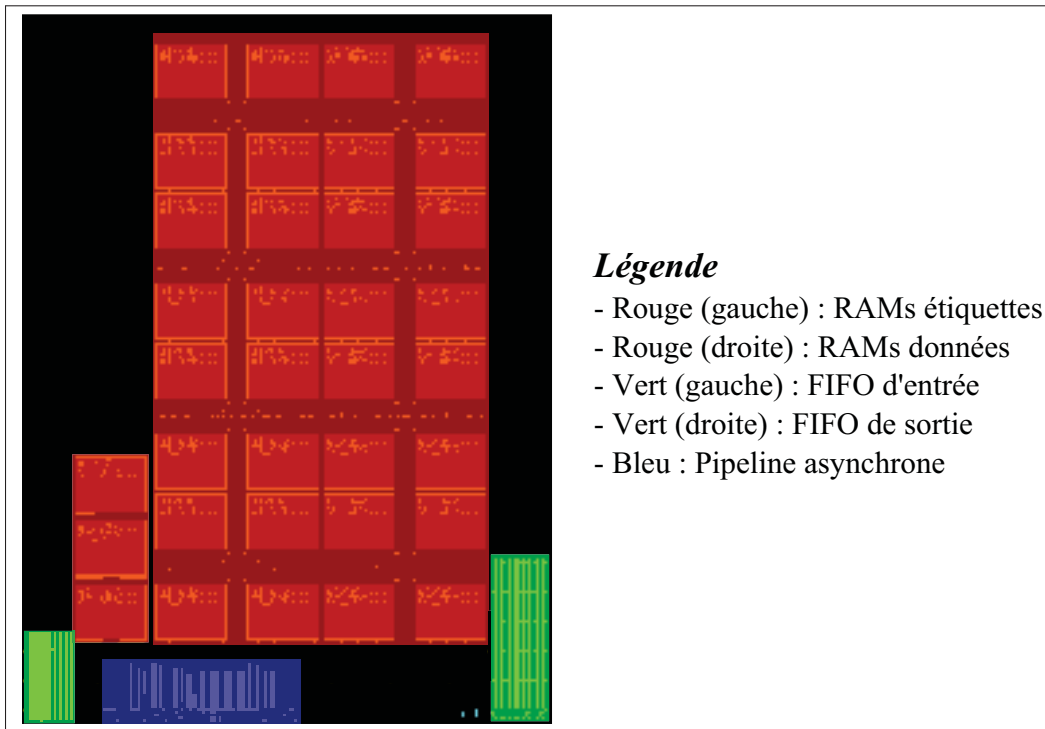 Légende
- Rouge (gauche) : RAMs étiquettes
- Rouge (droite) : RAMs données
- Vert (gauche) : FIFO d'entrée
- Vert (droite) : FIFO de sortie
- Bleu : Pipeline asynchrone